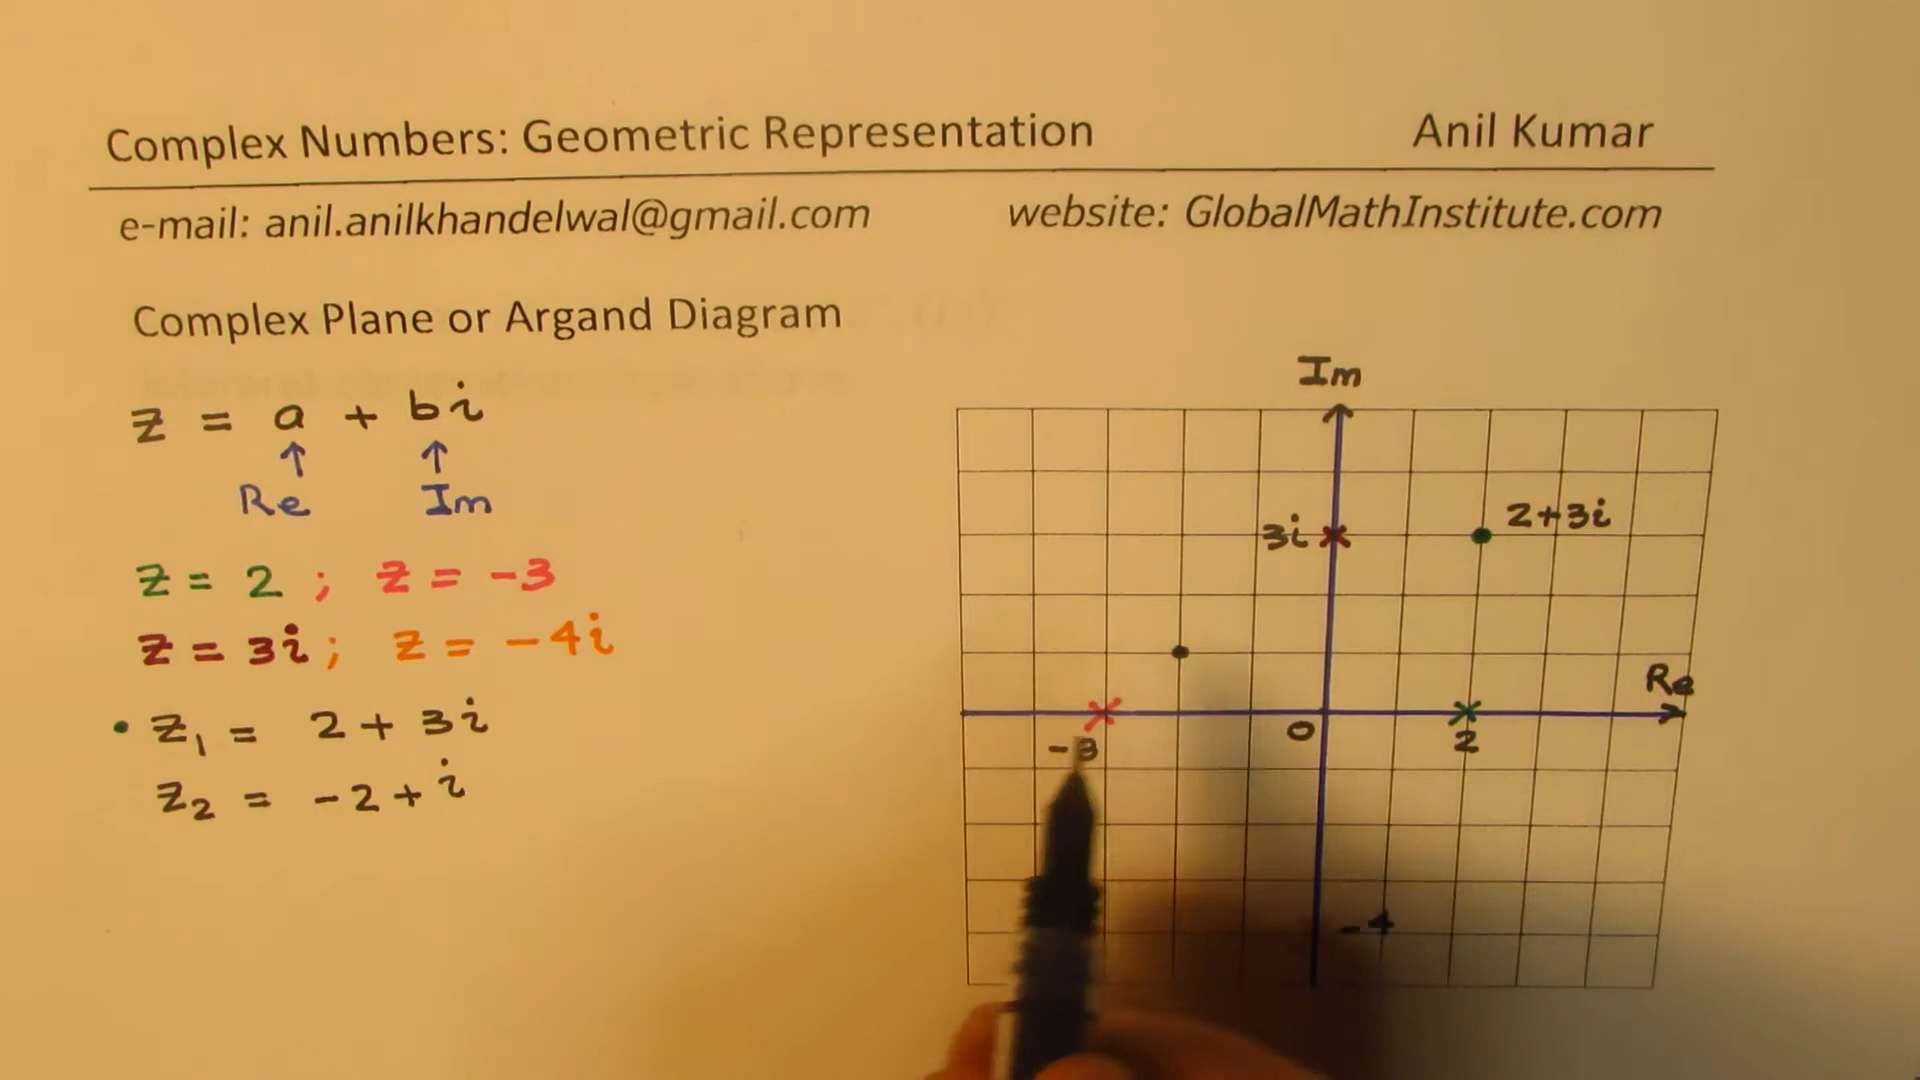 Complex Numbers: Geometric Representation Anil Kumar
e-mail: anil.anilkhandelwal@gmail.com website: GlobalMathInstitute.com
Complex Plane or Argand Diagram
z = a + bi
Re Im
z = 2 ; z = -3
z = 3i ; z = -4i
• z₁ = 2 + 3i
z₂ = -2 + i
Im
3i
2+3i
Re
-3
0
2
-4